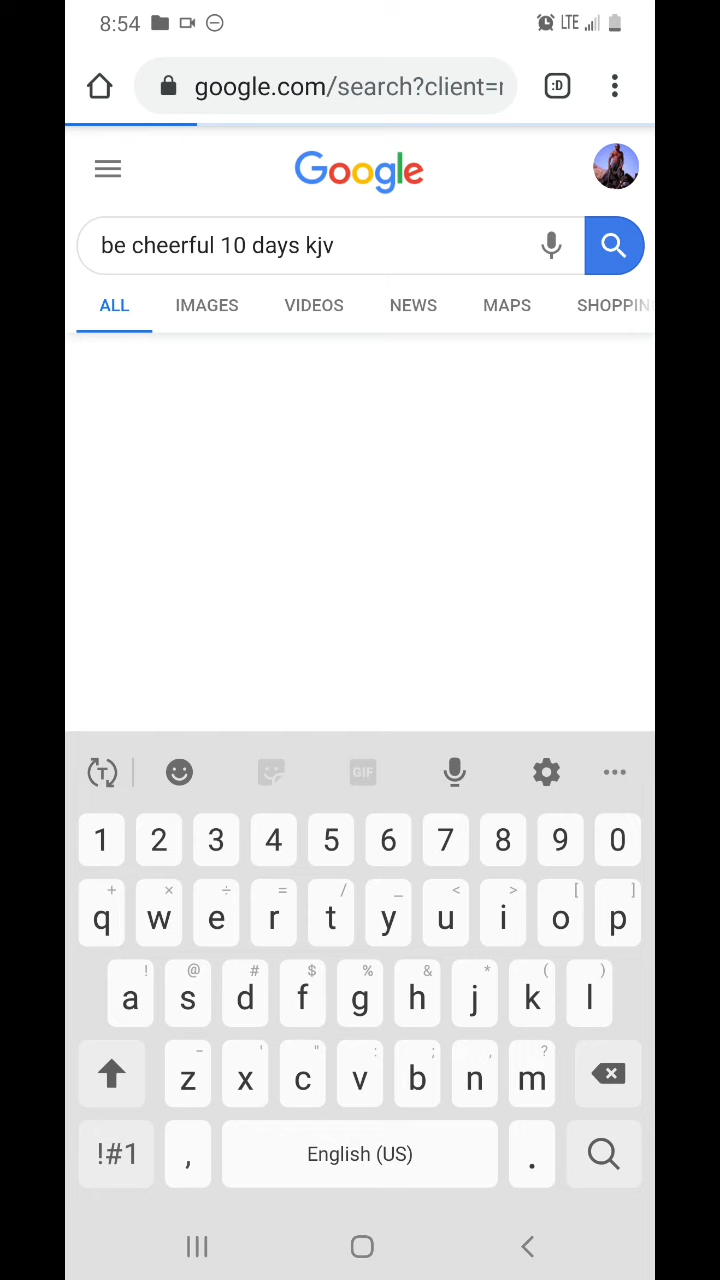 8:54 LTE
google.com/search?client=
:D
Google
be cheerful 10 days kjv
ALL IMAGES VIDEOS NEWS MAPS SHOPPIN
T GIF
1 2 3 4 5 6 7 8 9 0
+ × ÷ = / _ < > [ ]
q w e r t y u i o p
! @ # $ % & * ( )
a s d f g h j k l
- ' " : ; , ?
z x c v b n m
!#1 , English (US) .